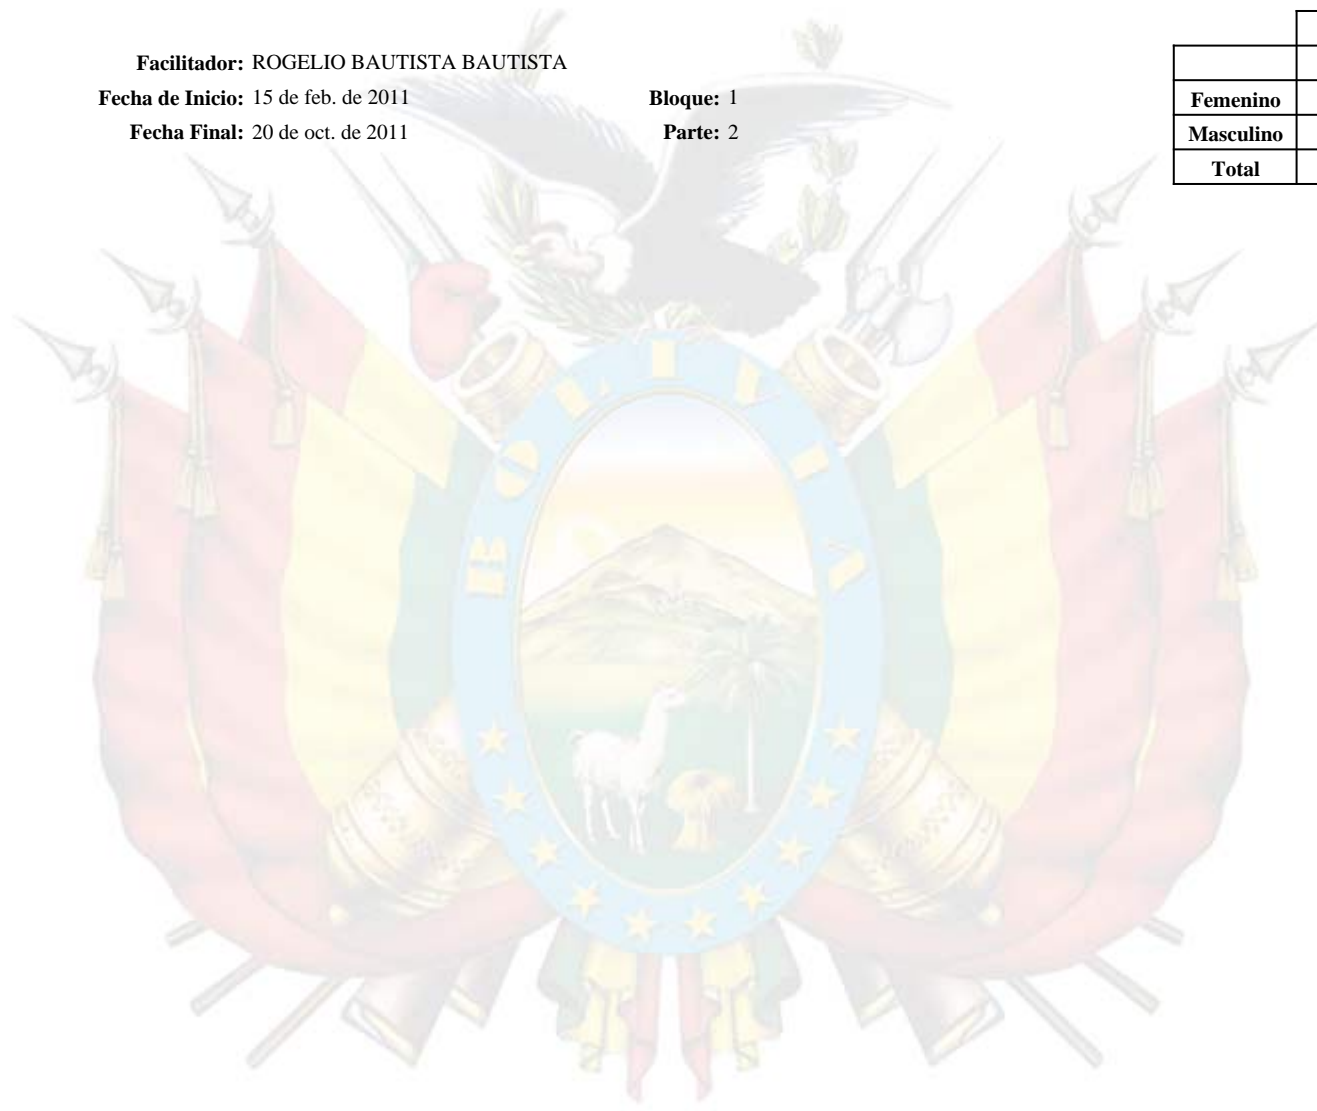 Facilitador: ROGELIO BAUTISTA BAUTISTA
Fecha de Inicio: 15 de feb. de 2011 Bloque: 1
Fecha Final: 20 de oct. de 2011 Parte: 2
Femenino
Masculino
Total
BOLIVIA